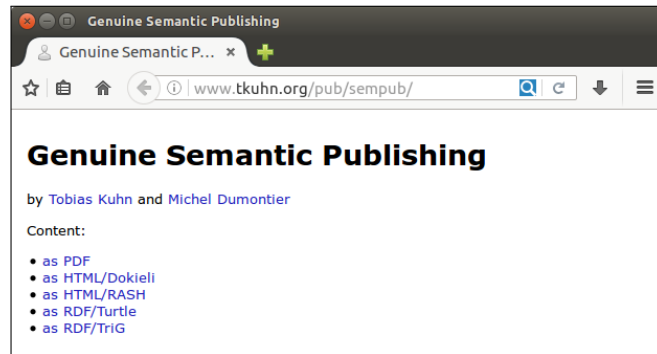 Genuine Semantic Publishing
Genuine Semantic P...
www.tkuhn.org/pub/sempub/
Genuine Semantic Publishing
by Tobias Kuhn and Michel Dumontier
Content:
as PDF
as HTML/Dokieli
as HTML/RASH
as RDF/Turtle
as RDF/TriG